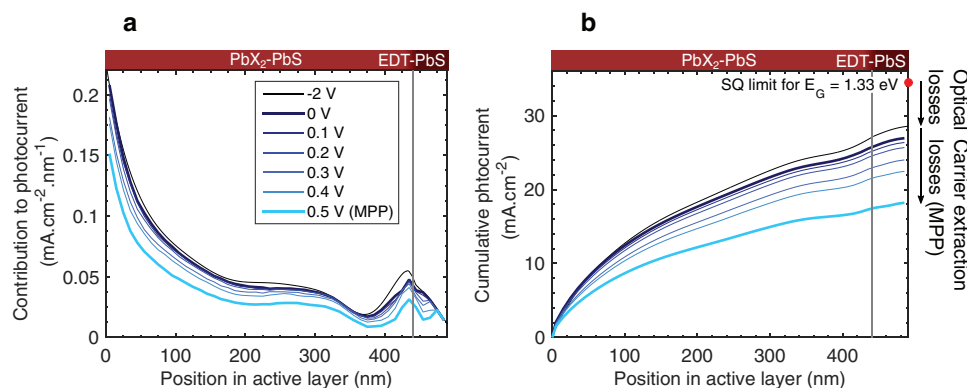 a
PbX2-PbS
EDT-PbS
Contribution to photocurrent
(mA.cm-2.nm-1)
0.2
0.15
0.1
0.05
0
-2 V
0 V
0.1 V
0.2 V
0.3 V
0.4 V
0.5 V (MPP)
0
100
200
300
400
Position in active layer (nm)
b
PbX2-PbS
EDT-PbS
Cumulative phtocurrent
(mA.cm-2)
30
20
10
0
SQ limit for EG = 1.33 eV
0
100
200
300
400
Position in active layer (nm)
Optical
losses
Carrier extraction
losses (MPP)